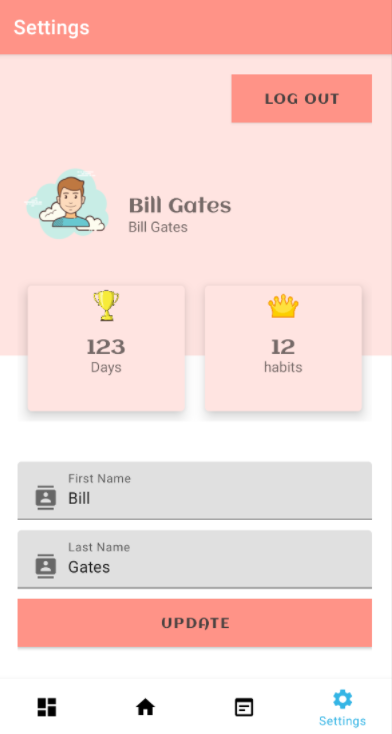 Settings
LOG OUT
Bill Gates
Bill Gates
123
Days
12
habits
First Name
Bill
Last Name
Gates
UPDATE
Settings